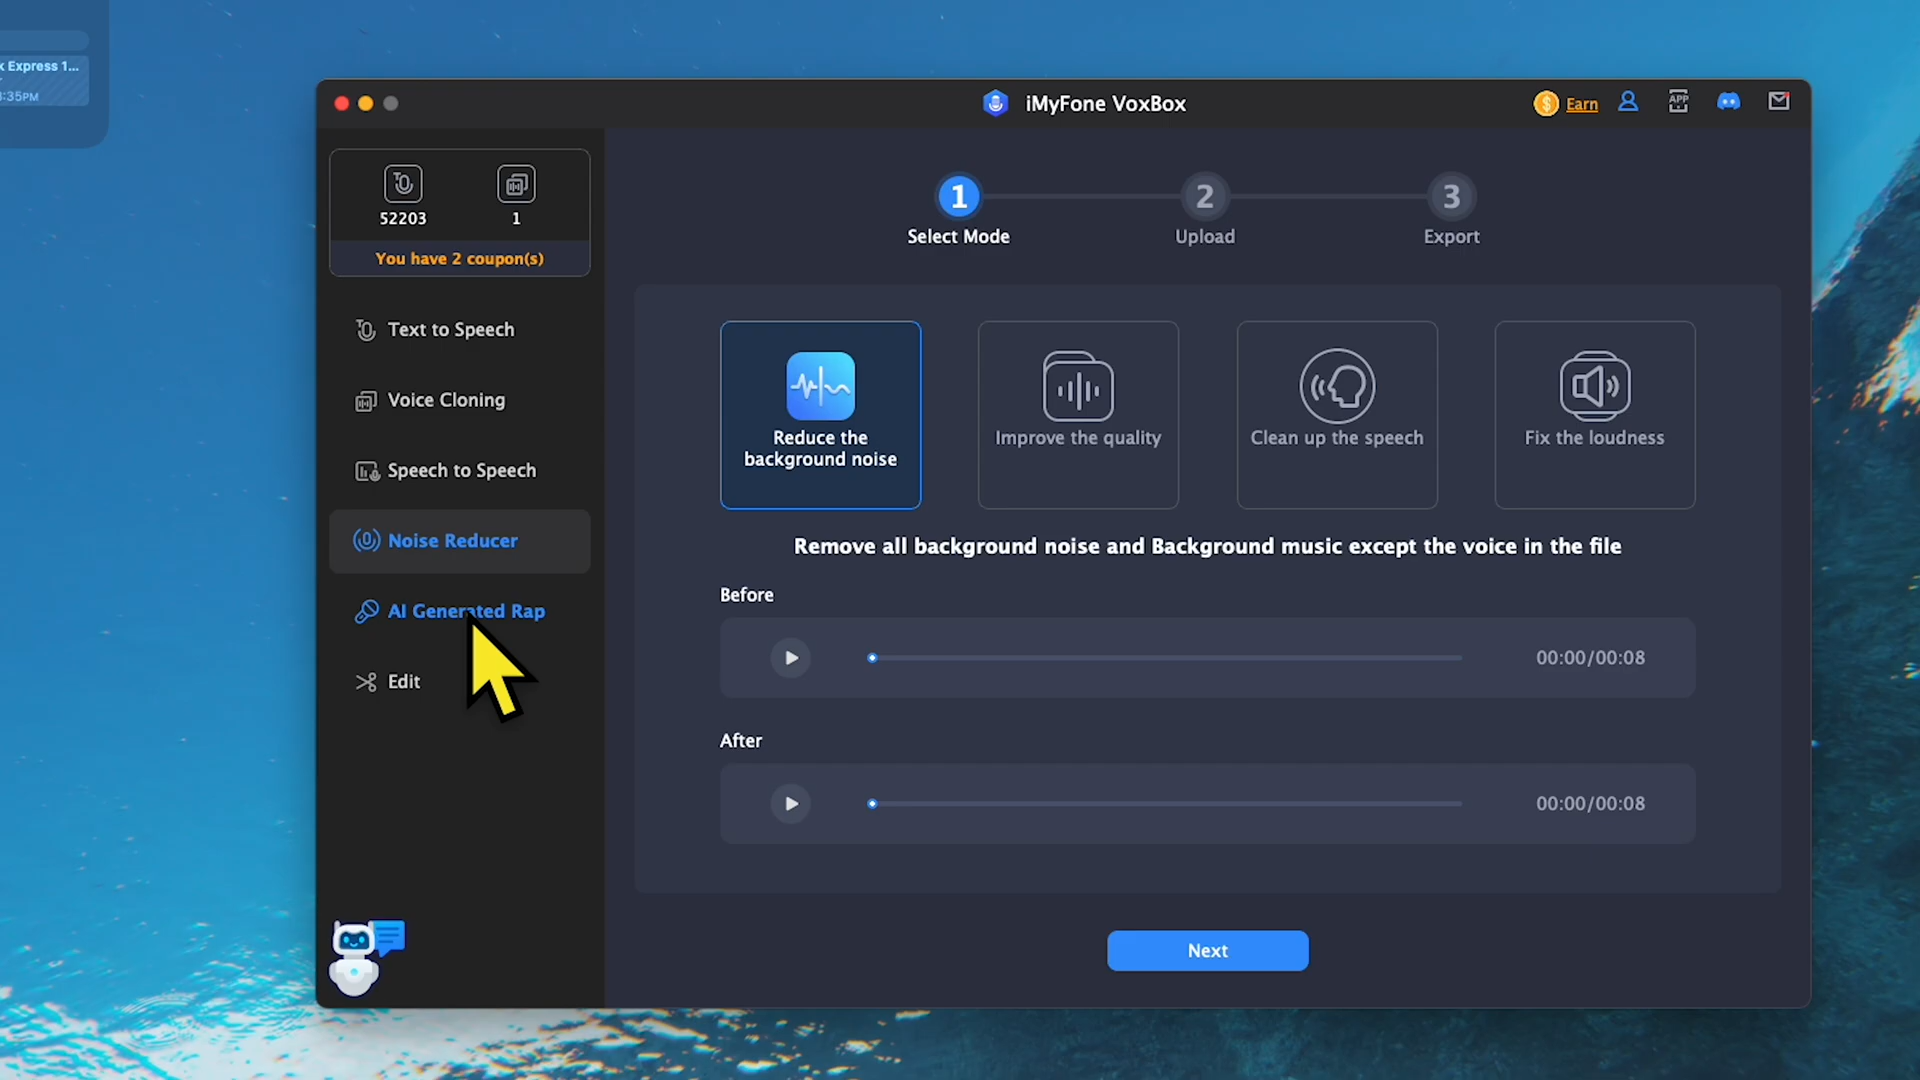 k Express 1...
:35PM
iMyFone VoxBox
Earn
APP
52203
1
You have 2 coupon(s)
Text to Speech
Voice Cloning
Speech to Speech
Noise Reducer
AI Generated Rap
Edit
1
2
3
Select Mode
Upload
Export
Reduce the
background noise
Improve the quality
Clean up the speech
Fix the loudness
Remove all background noise and Background music except the voice in the file
Before
00:00/00:08
After
00:00/00:08
Next